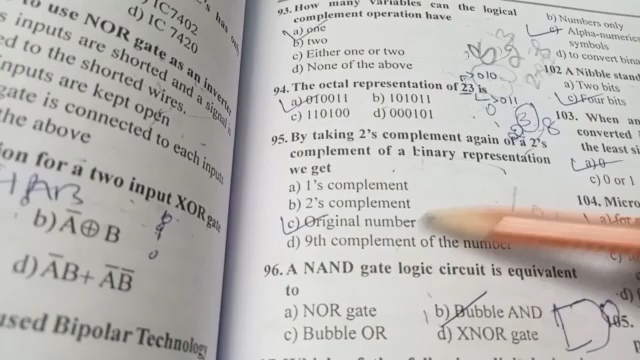 IC7402
d) IC 7420
to use NOR gate as an inverter
inputs are shorted and a signal is
ed to the shorted wires.
inputs are kept open
gate is connected to each inputs
the above
ion for a two input XOR gate
b) A̅⊕ B
d) A̅B+ A̅B̅
used Bipolar Technology
93. How many variables can the logical
complement operation have
a) one
b) two
c) Either one or two
d) None of the above
94. The octal representation of 23 is
→010
→011
a) 010011 b) 101011
c) 110100 d) 000101
95. By taking 2's complement again of a 2's
complement of a binary representation
we get
a) 1's complement
b) 2's complement
c) Original number
d) 9th complement of the number
96. A NAND gate logic circuit is equivalent
to
a) NOR gate b) Bubble AND
c) Bubble OR d) XNOR gate
b) Numbers only
Alpha-numeric
symbols
d) to convert bina
102 A Nibble stand
a) Two bits
c) Four bits
103. When an
converted
the least si
a) 0
c) 0 or 1
104. Micro
a) for
105.